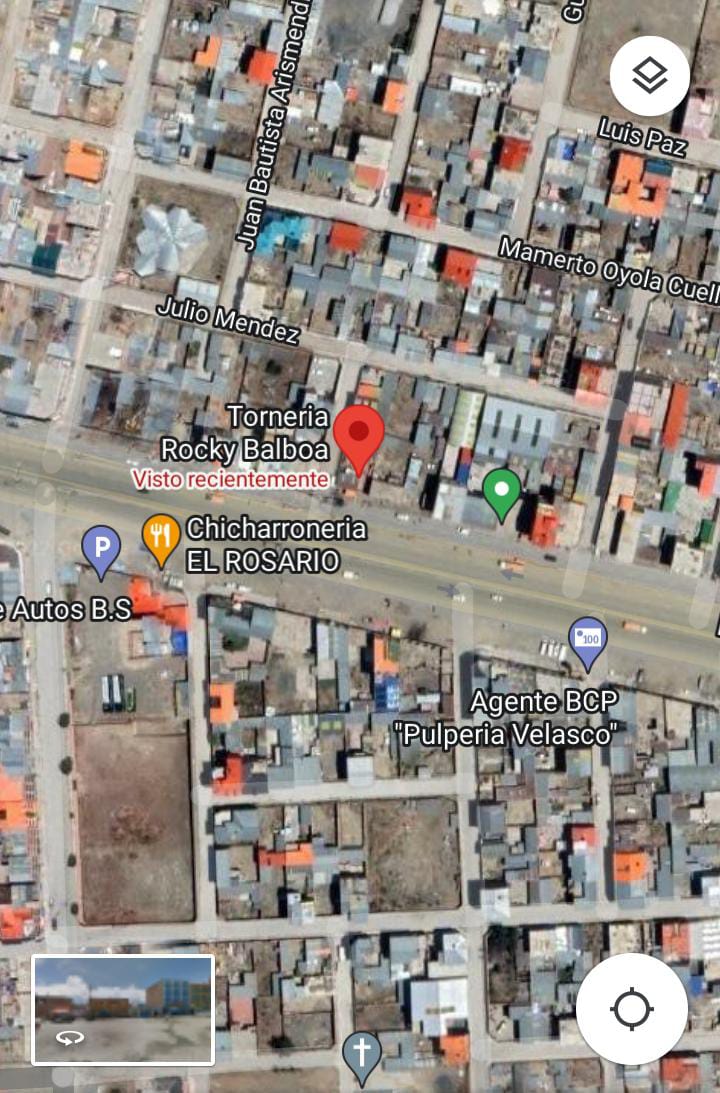 Gu
Juan Bautista Arismend
Luis Paz
Mamerto Oyola Cuell
Julio Mendez
Torneria
Rocky Balboa
Visto recientemente
P
Chicharroneria
EL ROSARIO
e Autos B.S
100
Agente BCP
"Pulperia Velasco"